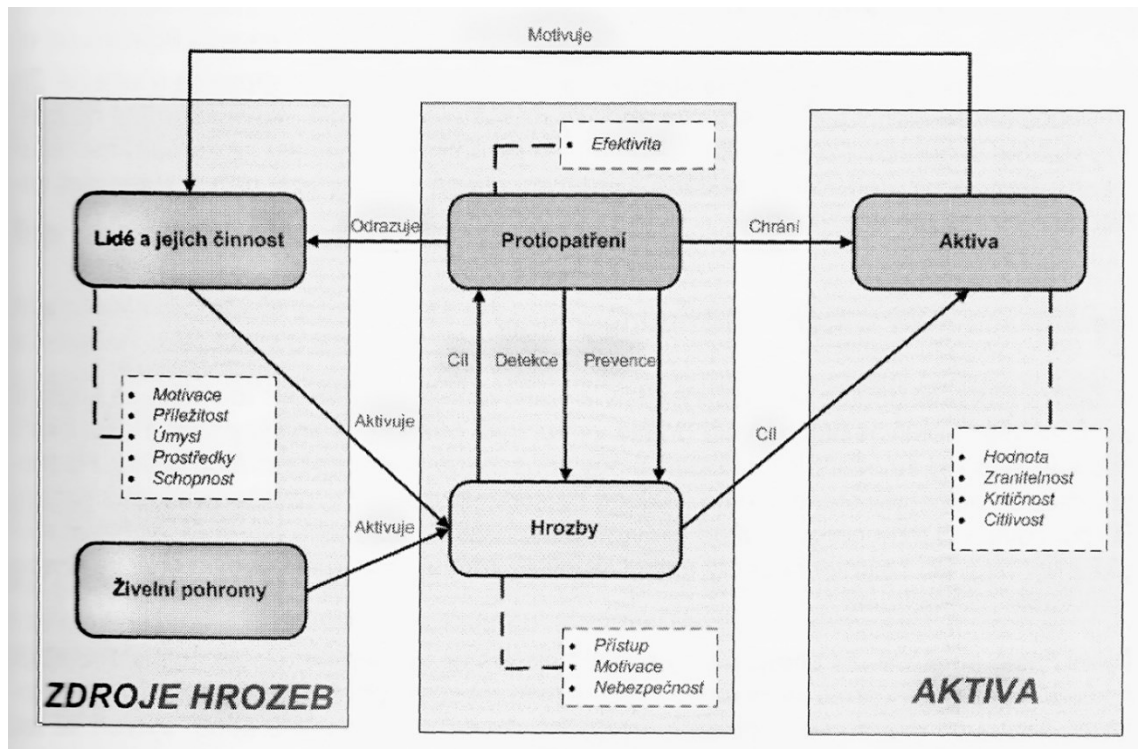 Motivuje
Efektivita
Lidé a jejich činnost
Odrazuje
Protiopatření
Chrání
Aktiva
Cíl
Detekce
Prevence
Motivace
Příležitost
Úmysl
Prostředky
Schopnost
Aktivuje
Cíl
Hodnota
Zranitelnost
Kritičnost
Citlivost
Aktivuje
Hrozby
Živelní pohromy
Přístup
Motivace
Nebezpečnost
ZDROJE HROZEB
AKTIVA